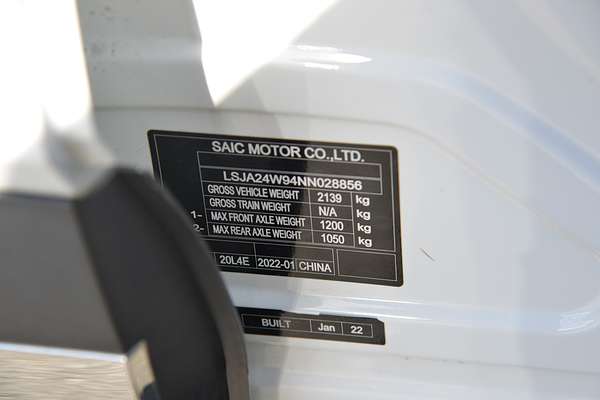 SAIC MOTOR CO.,LTD.
LSJA24W94NN028856
GROSS VEHICLE WEIGHT 2139 kg
GROSS TRAIN WEIGHT N/A kg
1- MAX FRONT AXLE WEIGHT 1200 kg
2- MAX REAR AXLE WEIGHT 1050 kg
20L4E 2022-01 CHINA
BUILT Jan 22